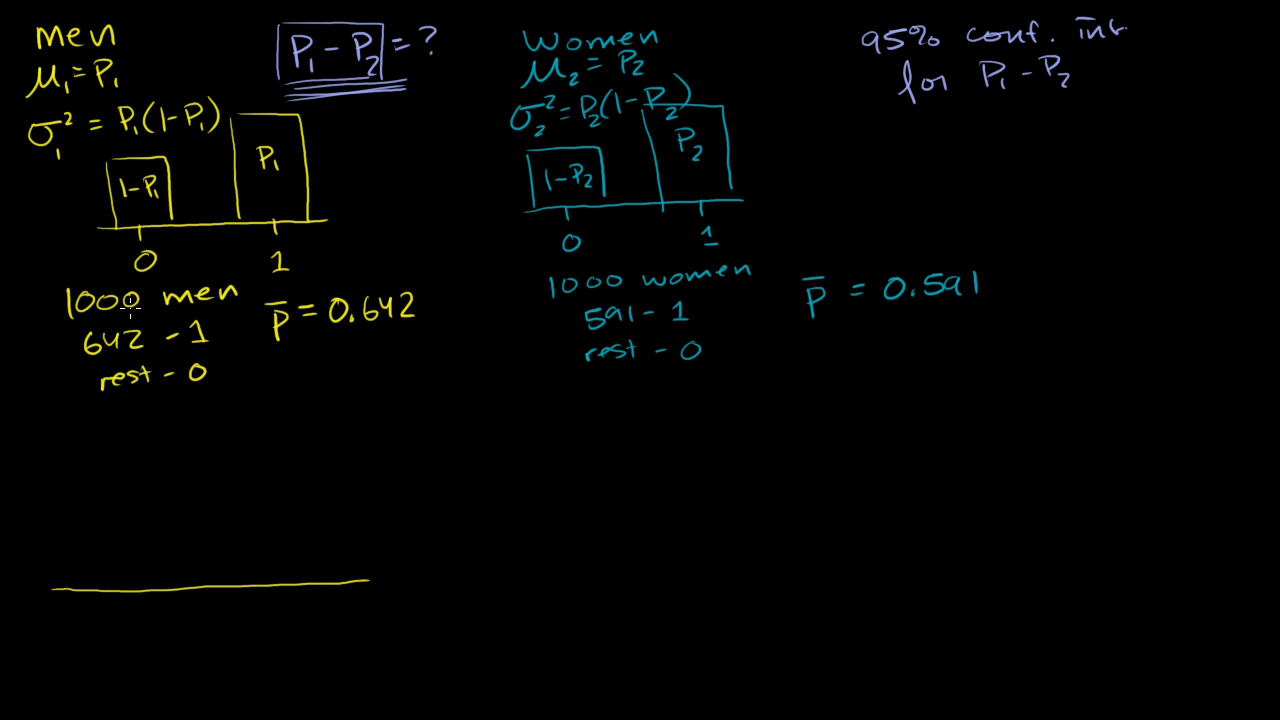 men
μ₁ = P₁
σ₁² = P₁(1-P₁)
1-P₁
P₁
0 1
1000 men
642 - 1
rest - 0
p̅ = 0.642
P₁ - P₂ = ?
Women
μ₂ = P₂
σ₂² = P₂(1-P₂)
1-P₂
P₂
0 1
1000 women
591 - 1
rest - 0
p̅ = 0.591
95% conf. int.
for P₁ - P₂